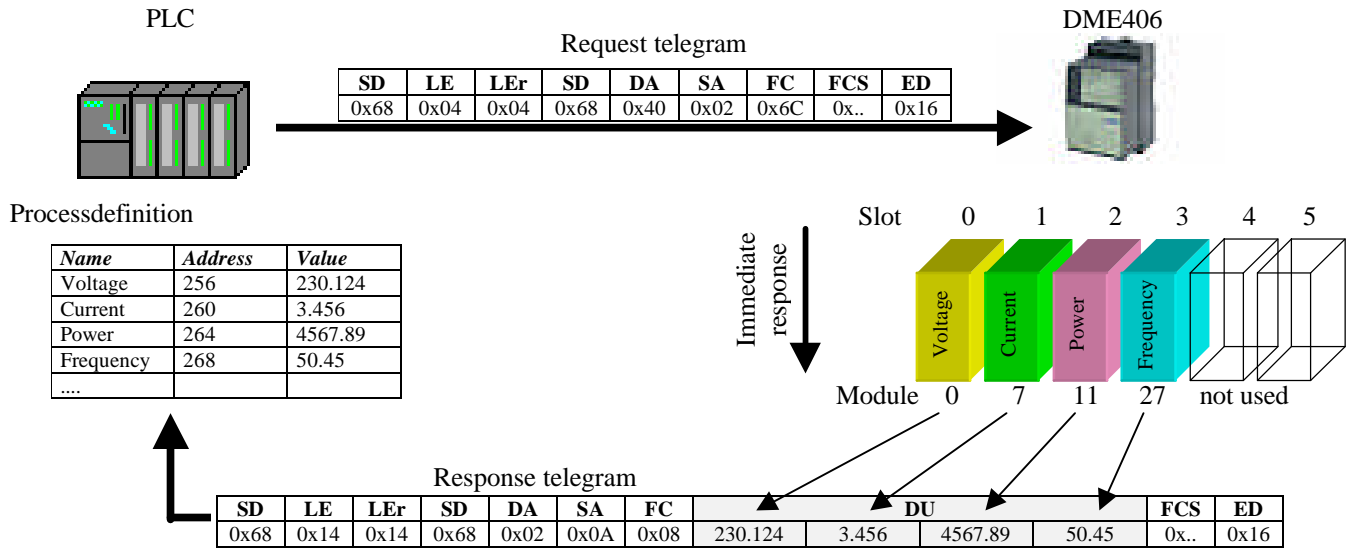 PLC
DME406
Request telegram
SD LE LEr SD DA SA FC FCS ED
0x68 0x04 0x04 0x68 0x40 0x02 0x6C 0x.. 0x16
Processdefinition
Name Address Value
Voltage 256 230.124
Current 260 3.456
Power 264 4567.89
Frequency 268 50.45
....
Immediate
response
Slot 0 1 2 3 4 5
Voltage
Current
Power
Frequency
Module 0 7 11 27 not used
Response telegram
SD LE LEr SD DA SA FC DU FCS ED
0x68 0x14 0x14 0x68 0x02 0x0A 0x08 230.124 3.456 4567.89 50.45 0x.. 0x16